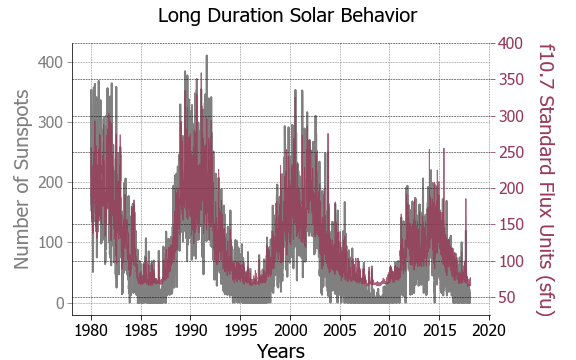 Long Duration Solar Behavior
400
300
200
100
0
Number of Sunspots
400
350
300
250
200
150
100
50
f10.7 Standard Flux Units (sfu)
1980 1985 1990 1995 2000 2005 2010 2015 2020
Years